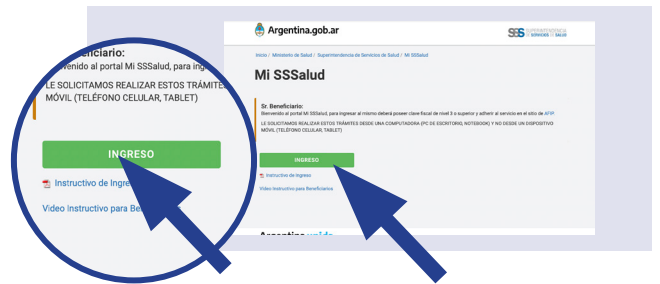 Argentina.gob.ar
SSS SUPERINTENDENCIA
DE SERVICIOS DE SALUD
Inicio / Ministerio de Salud / Superintendencia de Servicios de Salud / Mi SSSalud
Mi SSSalud
Sr. Beneficiario:
Bienvenido al portal Mi SSSalud, para ingresar al mismo deberá poseer clave fiscal de nivel 3 o superior y adherir al servicio en el sitio de AFIP
LE SOLICITAMOS REALIZAR ESTOS TRÁMITES DESDE UNA COMPUTADORA (PC DE ESCRITORIO, NOTEBOOK) Y NO DESDE UN DISPOSITIVO
MÓVIL (TELÉFONO CELULAR, TABLET)
INGRESO
Instructivo de Ingreso
Video Instructivo para Beneficiarios
Argentina unida
eneficiario:
nvenido al portal Mi SSSalud, para ing
LE SOLICITAMOS REALIZAR ESTOS TRÁMITES
MÓVIL (TELÉFONO CELULAR, TABLET)
INGRESO
Instructivo de Ingre
Video Instructivo para Be